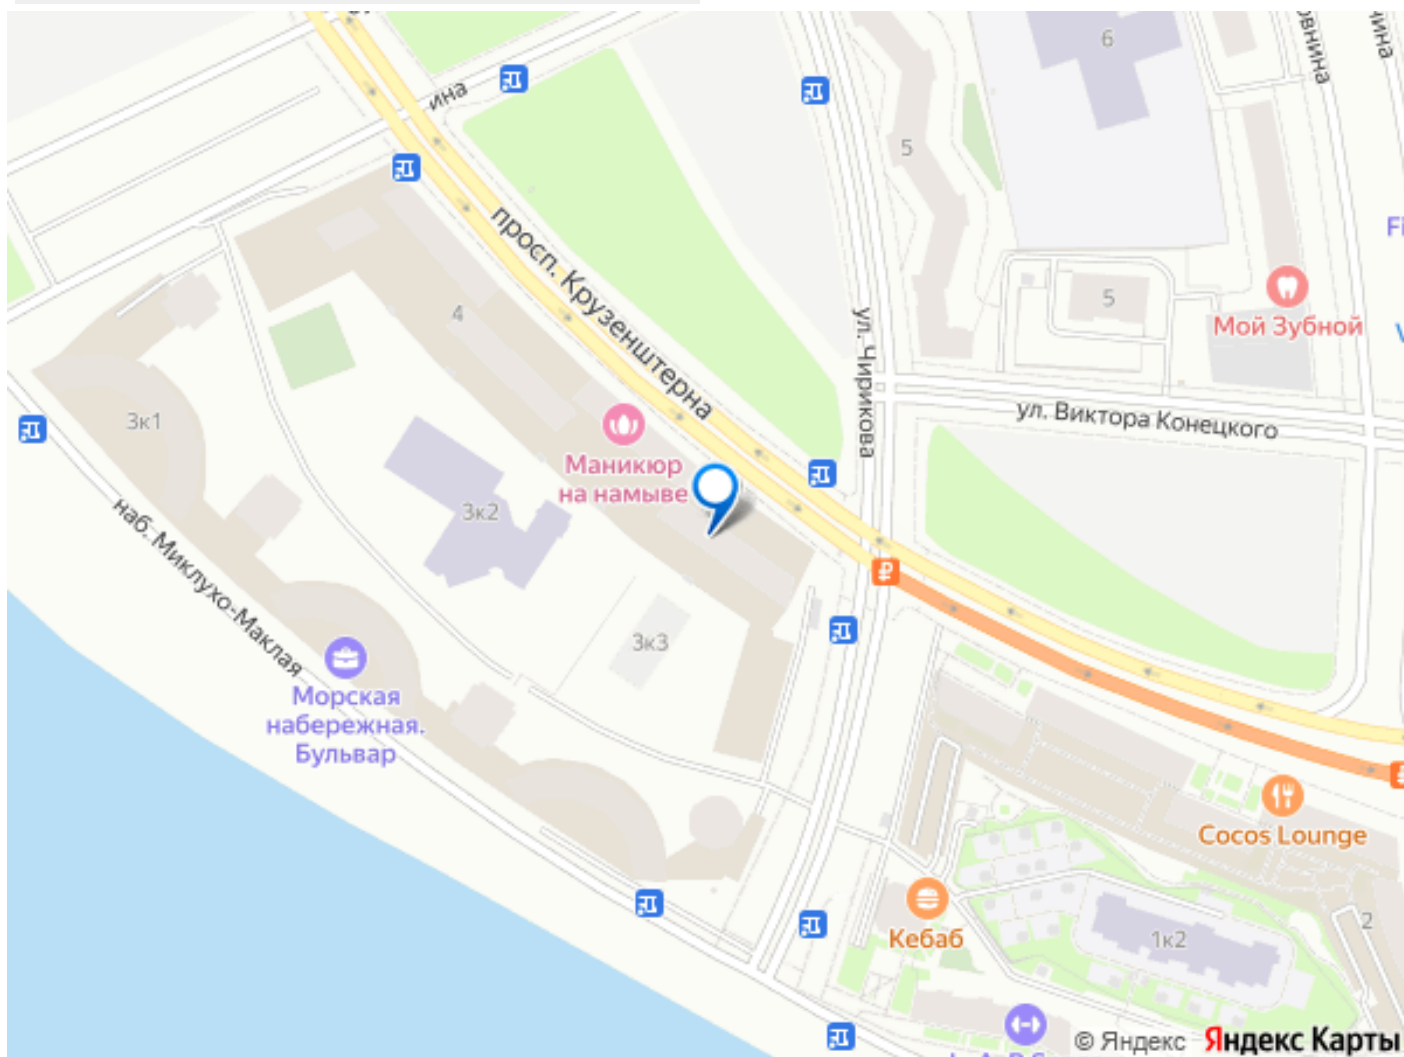 6
ина
5
просп. Крузенштерна
5
Мой Зубной
4
ул. Чирикова
ул. Виктора Конецкого
3к1
Маникюр
на намыве
3к2
наб. Миклухо-Маклая
3к3
Морская
набережная.
Бульвар
Cocos Lounge
Кебаб
1к2
2
© Яндекс Яндекс Карты